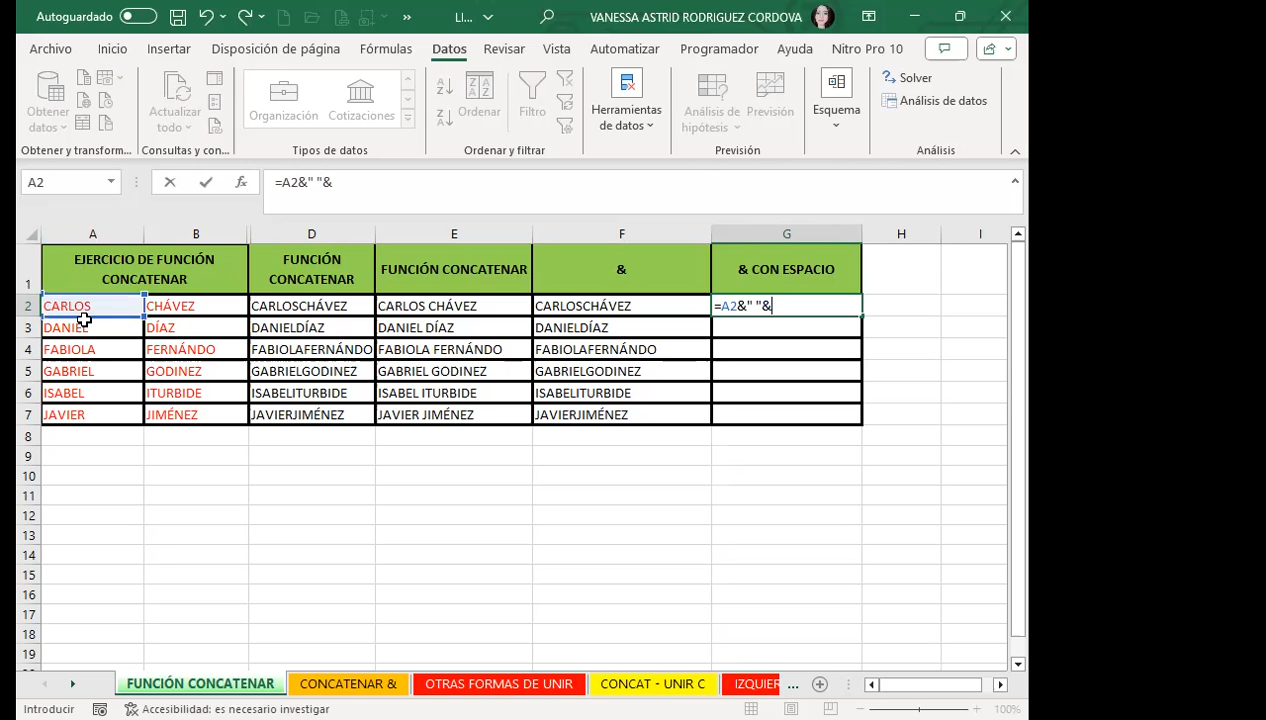 Autoguardado
LI...
VANESSA ASTRID RODRIGUEZ CORDOVA
Archivo Inicio Insertar Disposición de página Fórmulas Datos Revisar Vista Automatizar Programador Ayuda Nitro Pro 10
Obtener datos
Actualizar todo
Organización
Cotizaciones
Ordenar
Filtro
Herramientas de datos
Análisis de hipótesis
Previsión
Esquema
Solver
Análisis de datos
Obtener y transform... Consultas y con... Tipos de datos Ordenar y filtrar Previsión Análisis
A2 fx =A2&" "&
A B D E F G H I
1 EJERCICIO DE FUNCIÓN CONCATENAR FUNCIÓN CONCATENAR FUNCIÓN CONCATENAR & & CON ESPACIO
2 CARLOS CHÁVEZ CARLOSCHÁVEZ CARLOS CHÁVEZ CARLOSCHÁVEZ =A2&" "&
3 DANIEL DÍAZ DANIELDÍAZ DANIEL DÍAZ DANIELDÍAZ
4 FABIOLA FERNÁNDO FABIOLAFERNÁNDO FABIOLA FERNÁNDO FABIOLAFERNÁNDO
5 GABRIEL GODINEZ GABRIELGODINEZ GABRIEL GODINEZ GABRIELGODINEZ
6 ISABEL ITURBIDE ISABELITURBIDE ISABEL ITURBIDE ISABELITURBIDE
7 JAVIER JIMÉNEZ JAVIERJIMÉNEZ JAVIER JIMÉNEZ JAVIERJIMÉNEZ
8
9
10
11
12
13
14
15
16
17
18
19
FUNCIÓN CONCATENAR CONCATENAR & OTRAS FORMAS DE UNIR CONCAT - UNIR C IZQUIER ...
Introducir Accesibilidad: es necesario investigar 100%